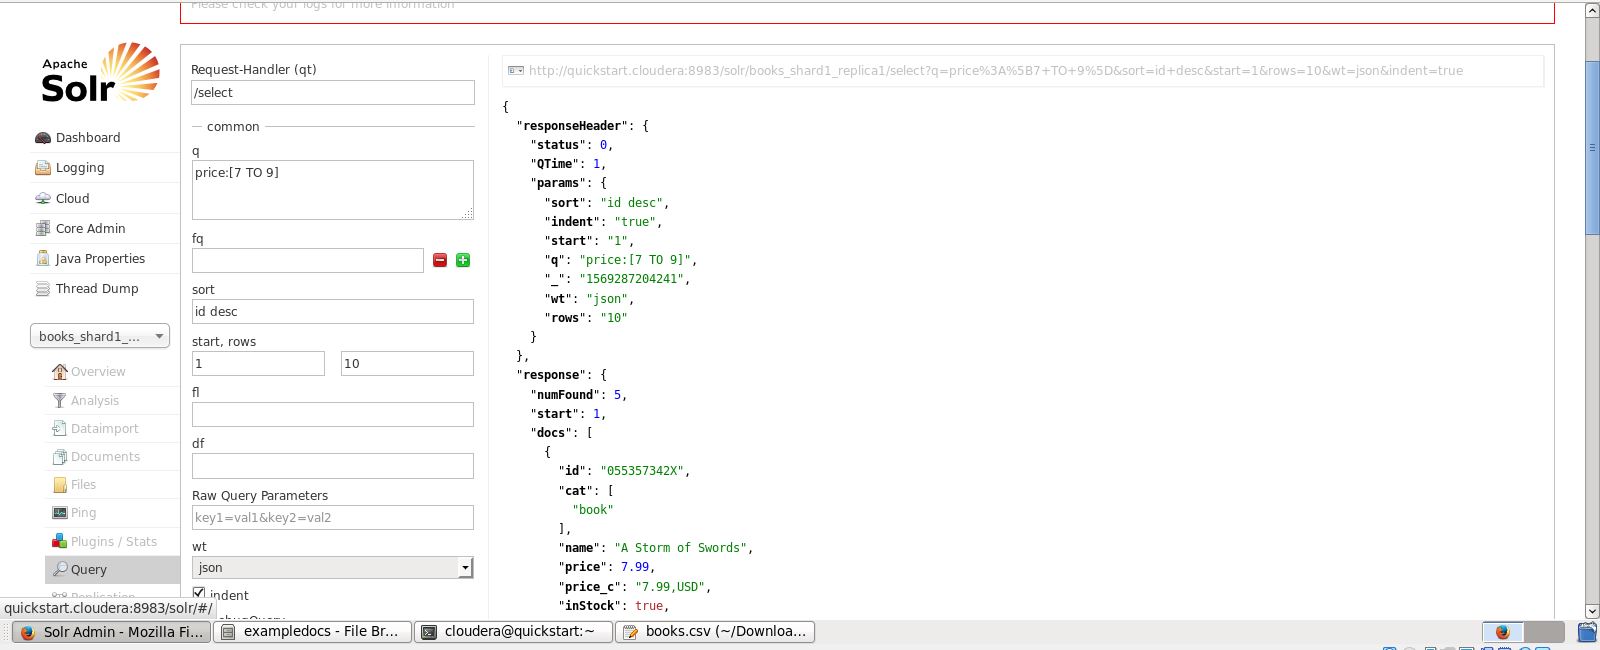 Please check your logs for more information
Apache
Solr
Dashboard
Logging
Cloud
Core Admin
Java Properties
Thread Dump
books_shard1_...
Overview
Analysis
Dataimport
Documents
Files
Ping
Plugins / Stats
Query
Replication
quickstart.cloudera:8983/solr/#/
Request-Handler (qt)
/select
common
q
price:[7 TO 9]
fq
sort
id desc
start, rows
1 10
fl
df
Raw Query Parameters
key1=val1&key2=val2
wt
json
indent
http://quickstart.cloudera:8983/solr/books_shard1_replica1/select?q=price%3A%5B7+TO+9%5D&sort=id+desc&start=1&rows=10&wt=json&indent=true
{
"responseHeader": {
"status": 0,
"QTime": 1,
"params": {
"sort": "id desc",
"indent": "true",
"start": "1",
"q": "price:[7 TO 9]",
"_": "1569287204241",
"wt": "json",
"rows": "10"
}
},
"response": {
"numFound": 5,
"start": 1,
"docs": [
{
"id": "055357342X",
"cat": [
"book"
],
"name": "A Storm of Swords",
"price": 7.99,
"price_c": "7.99,USD",
"inStock": true,
Solr Admin - Mozilla Fi...
exampledocs - File Br...
cloudera@quickstart:~
books.csv (~/Downloa...